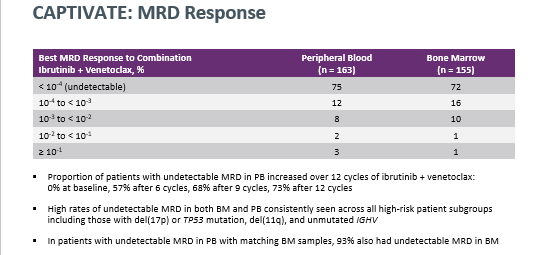 CAPTIVATE: MRD Response
Best MRD Response to Combination Peripheral Blood Bone Marrow
Ibrutinib + Venetoclax, % (n = 163) (n = 155)
< 10⁻⁴ (undetectable) 75 72
10⁻⁴ to < 10⁻³ 12 16
10⁻³ to < 10⁻² 8 10
10⁻² to < 10⁻¹ 2 1
≥ 10⁻¹ 3 1
▪ Proportion of patients with undetectable MRD in PB increased over 12 cycles of ibrutinib + venetoclax:
0% at baseline, 57% after 6 cycles, 68% after 9 cycles, 73% after 12 cycles
▪ High rates of undetectable MRD in both BM and PB consistently seen across all high-risk patient subgroups
including those with del(17p) or TP53 mutation, del(11q), and unmutated IGHV
▪ In patients with undetectable MRD in PB with matching BM samples, 93% also had undetectable MRD in BM